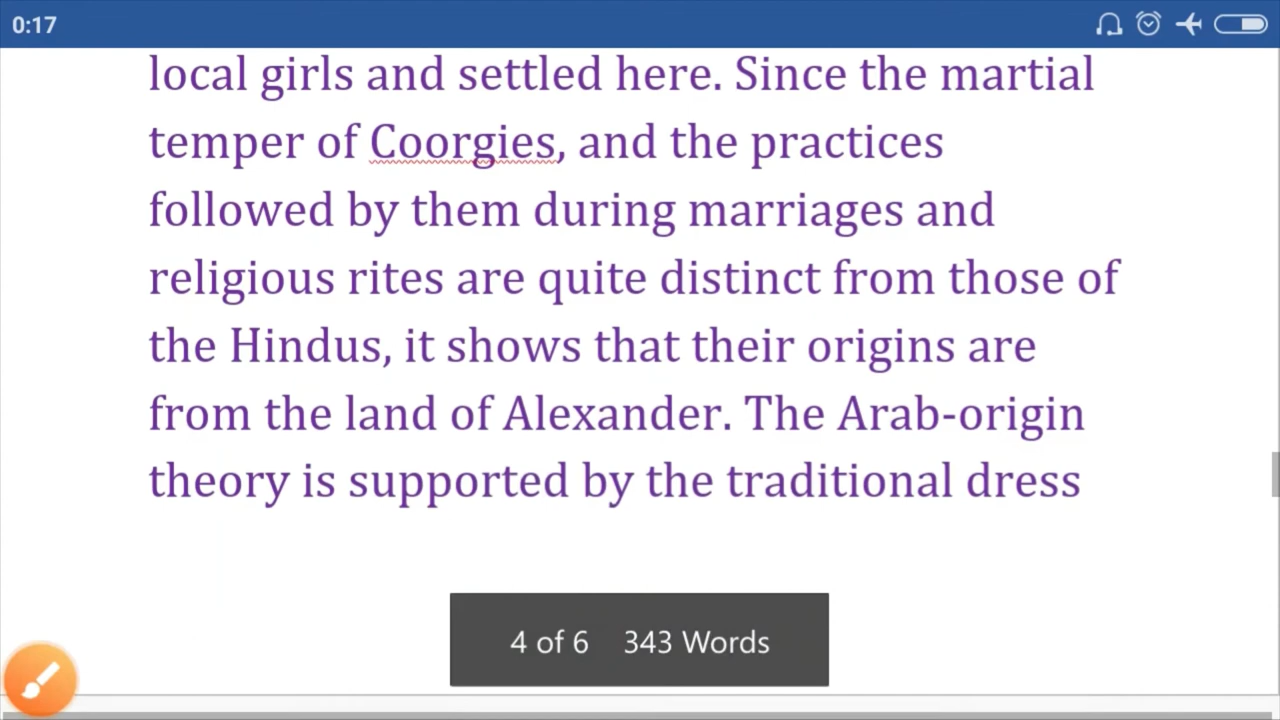 0:17
local girls and settled here. Since the martial
temper of Coorgies, and the practices
followed by them during marriages and
religious rites are quite distinct from those of
the Hindus, it shows that their origins are
from the land of Alexander. The Arab-origin
theory is supported by the traditional dress
4 of 6 343 Words